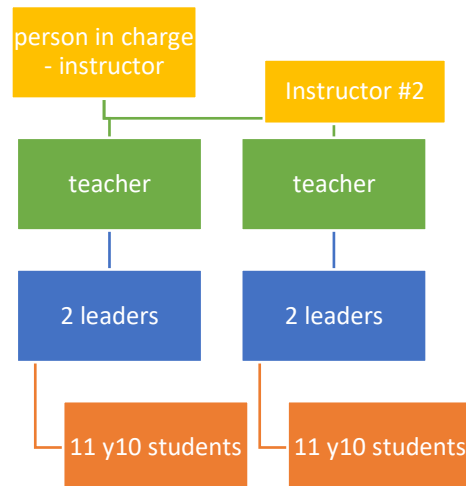 person in charge
- instructor
Instructor #2
teacher
teacher
2 leaders
2 leaders
11 y10 students
11 y10 students